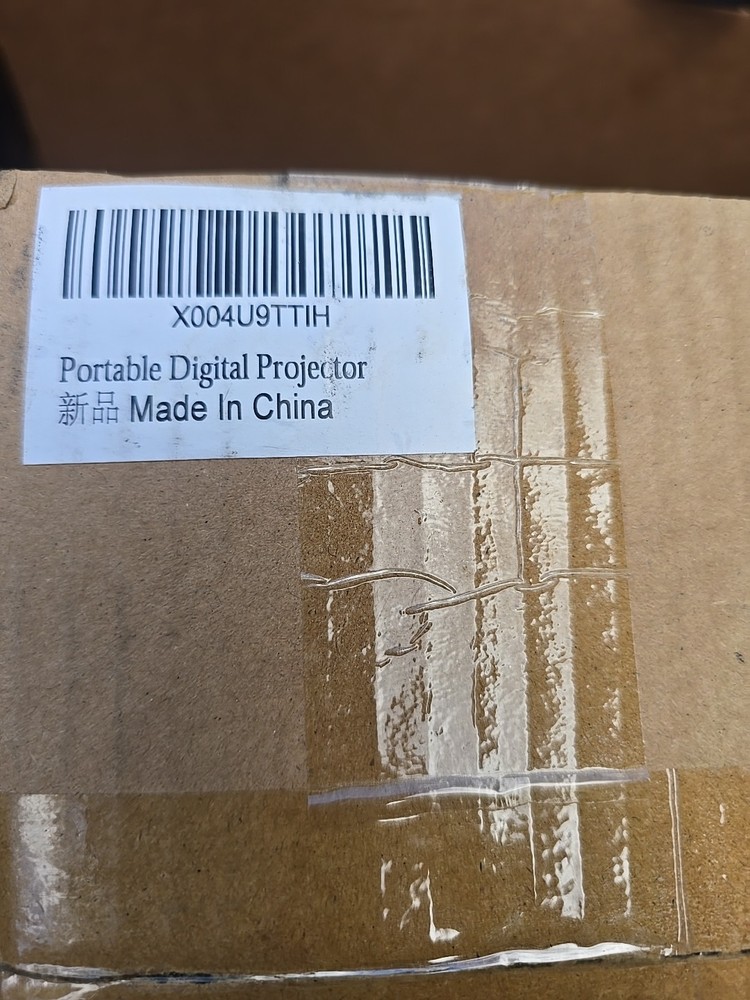 X004U9TTIH
Portable Digital Projector
新品 Made In China